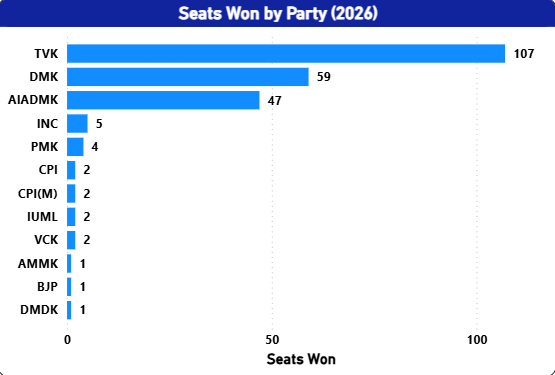 Seats Won by Party (2026)
TVK 107
DMK 59
AIADMK 47
INC 5
PMK 4
CPI 2
CPI(M) 2
IUML 2
VCK 2
AMMK 1
BJP 1
DMDK 1
0 50 100
Seats Won